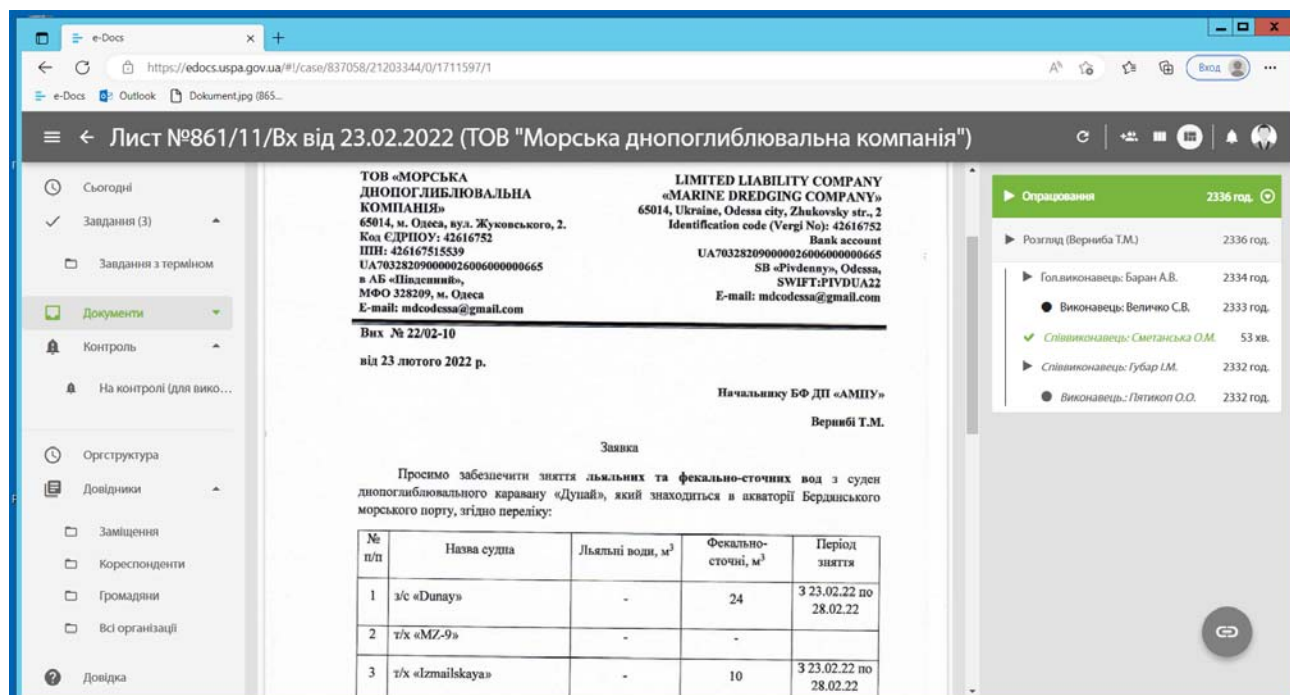 e-Docs
https://edocs.uspa.gov.ua/#!/case/837058/21203344/0/1711597/1
Вход
e-Docs Outlook Dokument.jpg (865...
Лист №861/11/Вх від 23.02.2022 (ТОВ "Морська днопоглиблювальна компанія")
Сьогодні
Завдання (3)
Завдання з терміном
Документи
Контроль
На контролі (для вико...
Оргструктура
Довідники
Заміщення
Кореспонденти
Громадяни
Всі організації
Довідка
ТОВ «МОРСЬКА
ДНОПОГЛИБЛЮВАЛЬНА
КОМПАНІЯ»
65014, м. Одеса, вул. Жуковського, 2.
Код ЄДРПОУ: 42616752
ІПН: 426167515539
UA703282090000026006000000665
в АБ «Південний»,
МФО 328209, м. Одеса
E-mail: mdcodessa@gmail.com
LIMITED LIABILITY COMPANY
«MARINE DREDGING COMPANY»
65014, Ukraine, Odessa city, Zhukovsky str., 2
Identification code (Vergi No): 42616752
Bank account
UA703282090000026006000000665
SB «Pivdenny», Odessa,
SWIFT:PIVDUA22
E-mail: mdcodessa@gmail.com
Вих № 22/02-10
від 23 лютого 2022 р.
Начальнику БФ ДП «АМПУ»
Вернибі Т.М.
Заявка
Просимо забезпечити зняття льяльних та фекально-сточних вод з суден
днопоглиблювального каравану «Дунай», який знаходиться в акваторії Бердянського
морського порту, згідно переліку:
№ п/п Назва судна Льяльні води, м³ Фекально-сточні, м³ Період зняття
1 з/с «Dunay» - 24 З 23.02.22 по 28.02.22
2 т/х «MZ-9» - -
3 т/х «Izmailskaya» - 10 З 23.02.22 по 28.02.22
Опрацювання 2336 год.
Розгляд (Верниба Т.М.) 2336 год.
Гол.виконавець: Баран А.В. 2334 год.
Виконавець: Величко С.В. 2333 год.
Співвиконавець: Сметанська О.М. 53 хв.
Співвиконавець: Губар І.М. 2332 год.
Виконавець.: Пятикоп О.О. 2332 год.